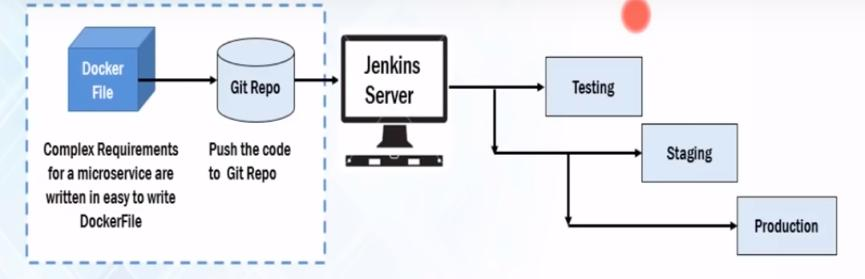 Docker
File
Git Repo
Jenkins
Server
Testing
Staging
Production
Complex Requirements
for a microservice are
written in easy to write
DockerFile
Push the code
to Git Repo